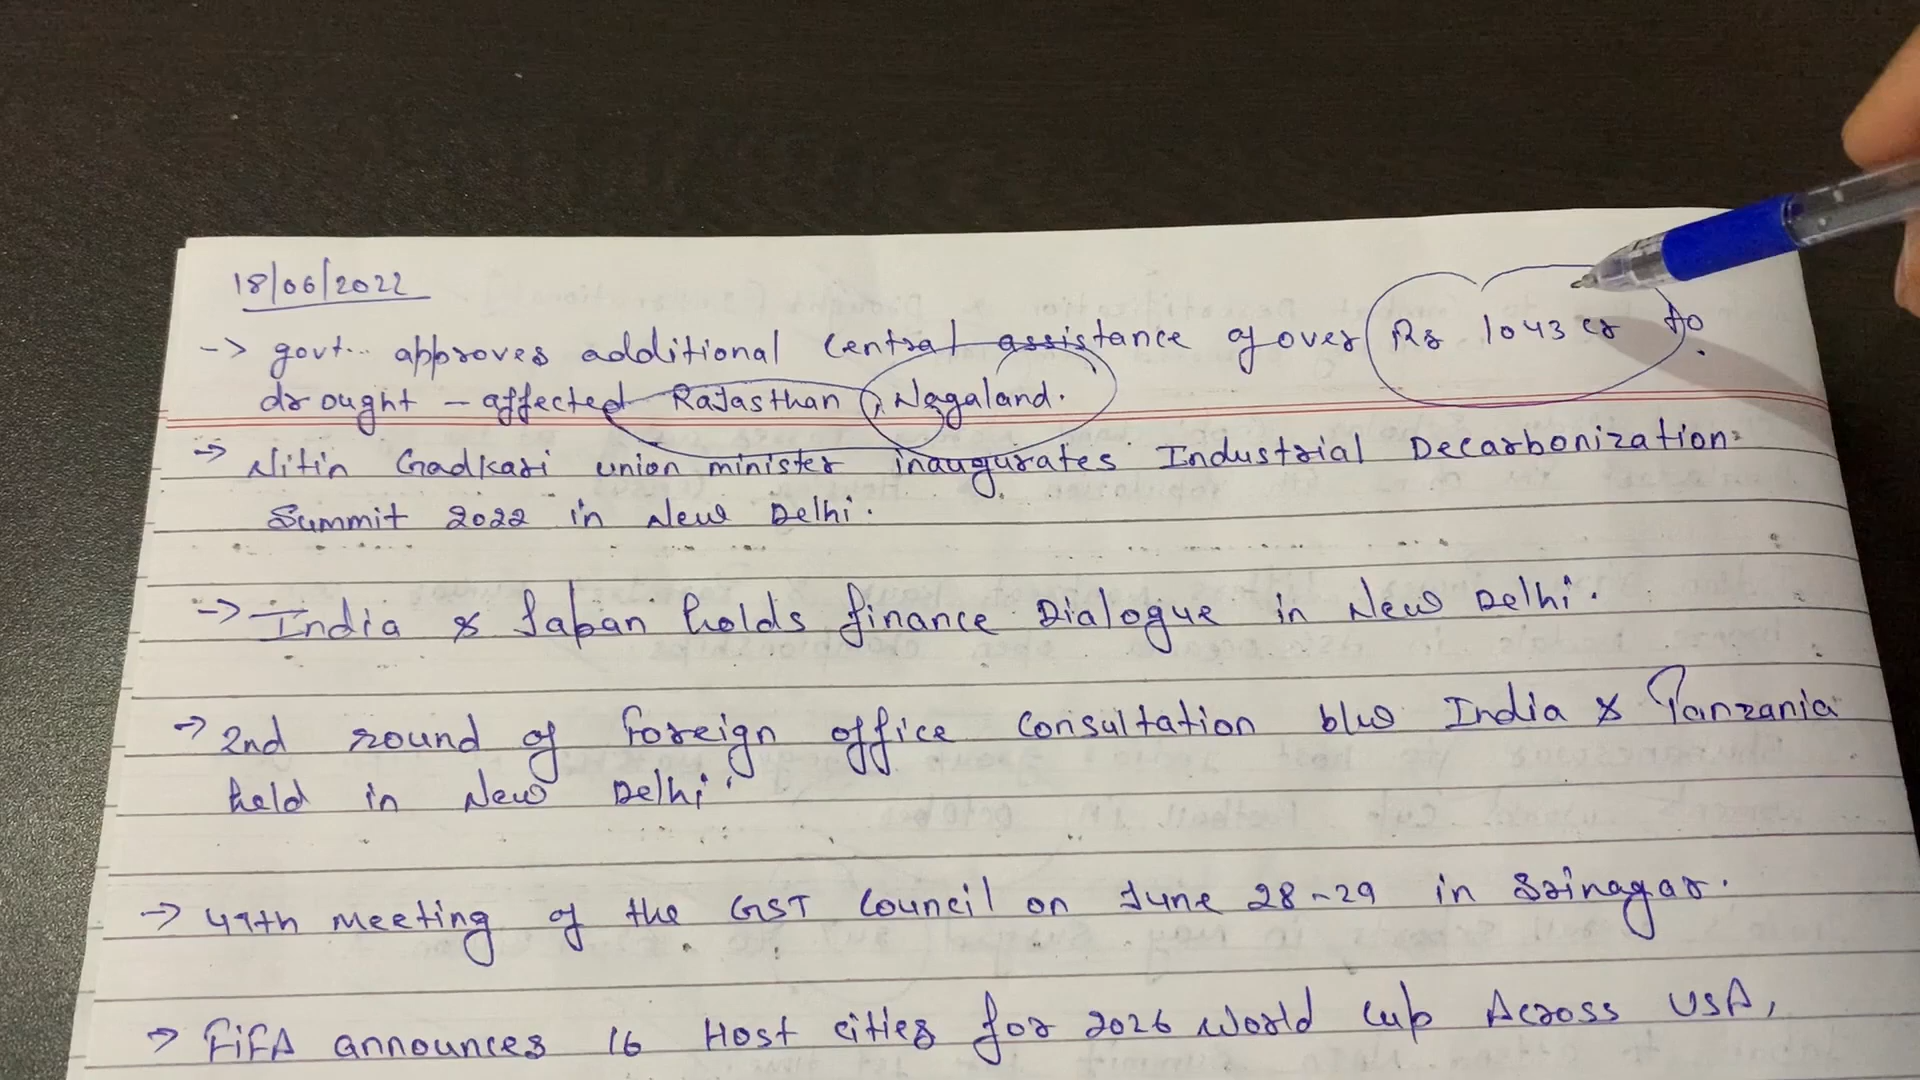 18/06/2022
-> govt.. approves additional central assistance of over Rs 1043 cr to
drought - affected Rajasthan, Nagaland.
-> Nitin Gadkari union minister inaugurates Industrial Decarbonization
Summit 2022 in New Delhi.
-> India & Japan holds finance Dialogue in New Delhi.
-> 2nd round of foreign office consultation b/w India & Tanzania
held in New Delhi.
-> 47th meeting of the GST Council on June 28-29 in Srinagar.
-> FiFA announces 16 Host cities for 2026 World Cup Across USA,